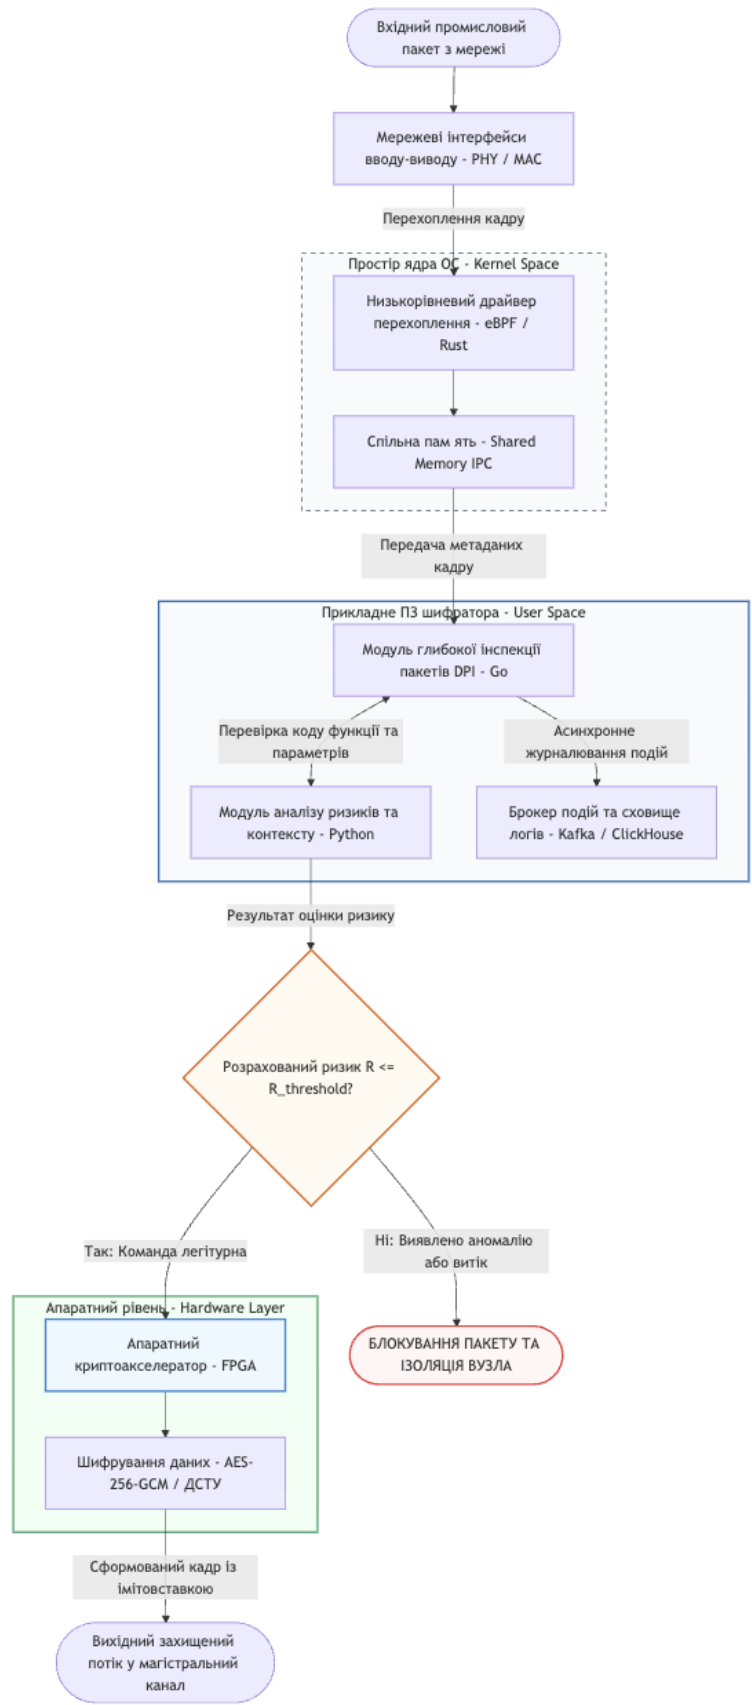 Вхідний промисловий
пакет з мережі
Мережеві інтерфейси
вводу-виводу - PHY / MAC
Перехоплення кадру
Простір ядра ОС - Kernel Space
Низькорівневий драйвер
перехоплення - eBPF /
Rust
Спільна пам ять - Shared
Memory IPC
Передача метаданих
кадру
Прикладне ПЗ шифратора - User Space
Модуль глибокої інспекції
пакетів DPI - Go
Перевірка коду функції та
параметрів
Асинхронне
журналювання подій
Модуль аналізу ризиків та
контексту - Python
Брокер подій та сховище
логів - Kafka / ClickHouse
Результат оцінки ризику
Розрахований ризик R <=
R_threshold?
Так: Команда легітурна
Ні: Виявлено аномалію
або витік
Апаратний рівень - Hardware Layer
Апаратний
криптоакселератор - FPGA
БЛОКУВАННЯ ПАКЕТУ ТА
ІЗОЛЯЦІЯ ВУЗЛА
Шифрування даних - AES-
256-GCM / ДСТУ
Сформований кадр із
імітовставкою
Вихідний захищений
потік у магістральний
канал